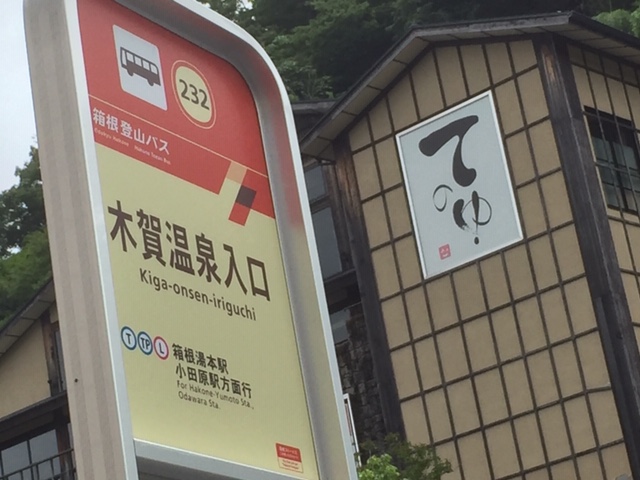 232
箱根登山バス
木賀温泉入口
Kiga-onsen-iriguchi
T TP L
箱根湯本駅
小田原駅方面行
For Hakone-Yumoto Sta.,
Odawara Sta.
てのゆ